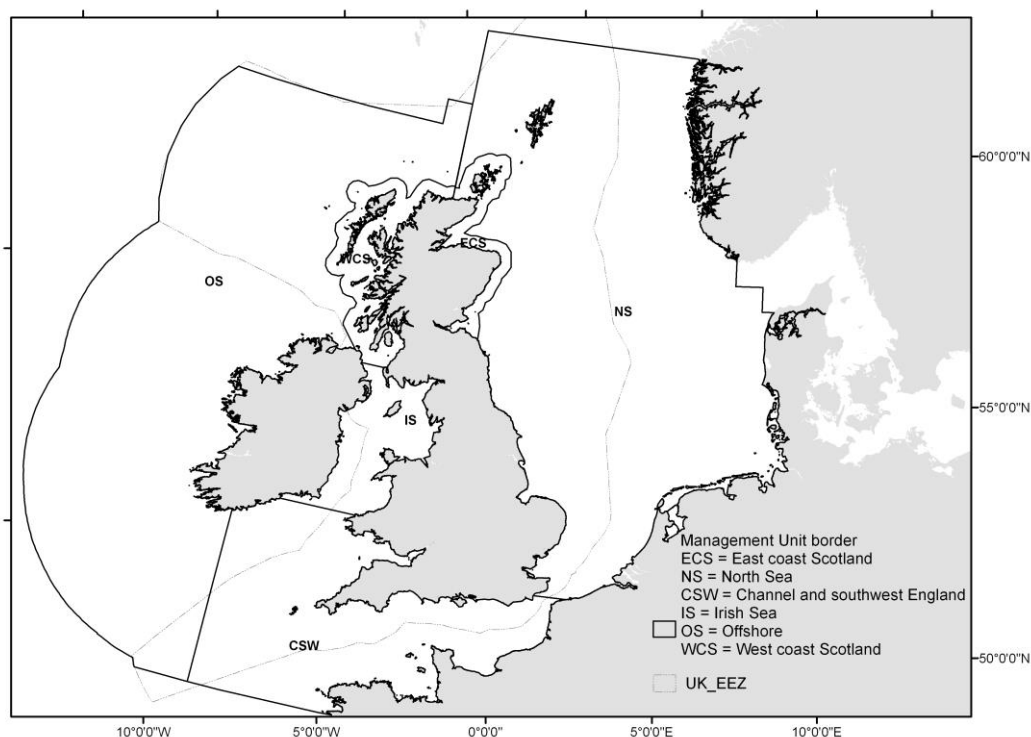 60°0'0"N
ECS
WCS
OS
NS
55°0'0"N
IS
Management Unit border
ECS = East coast Scotland
NS = North Sea
CSW = Channel and southwest England
IS = Irish Sea
OS = Offshore
WCS = West coast Scotland
CSW
50°0'0"N
UK_EEZ
10°0'0"W 5°0'0"W 0°0'0" 5°0'0"E 10°0'0"E